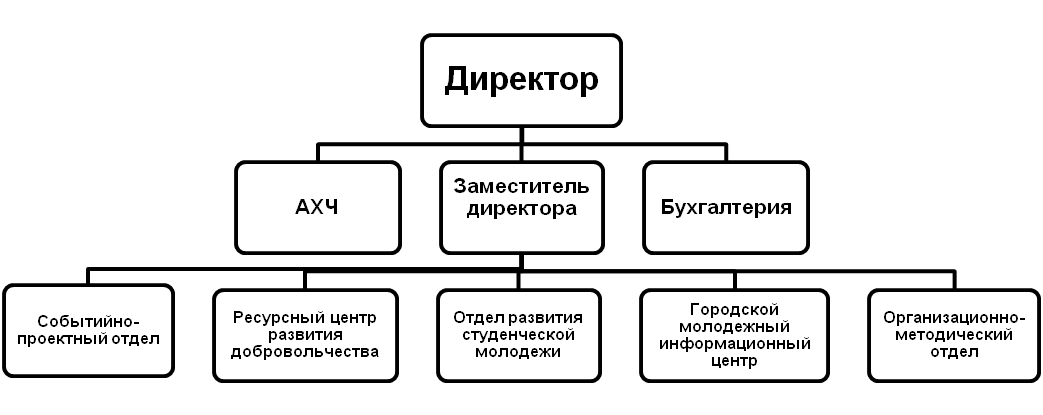 Директор
АХЧ
Заместитель
директора
Бухгалтерия
Событийно-
проектный отдел
Ресурсный центр
развития
добровольчества
Отдел развития
студенческой
молодежи
Городской
молодежный
информационный
центр
Организационно-
методический
отдел